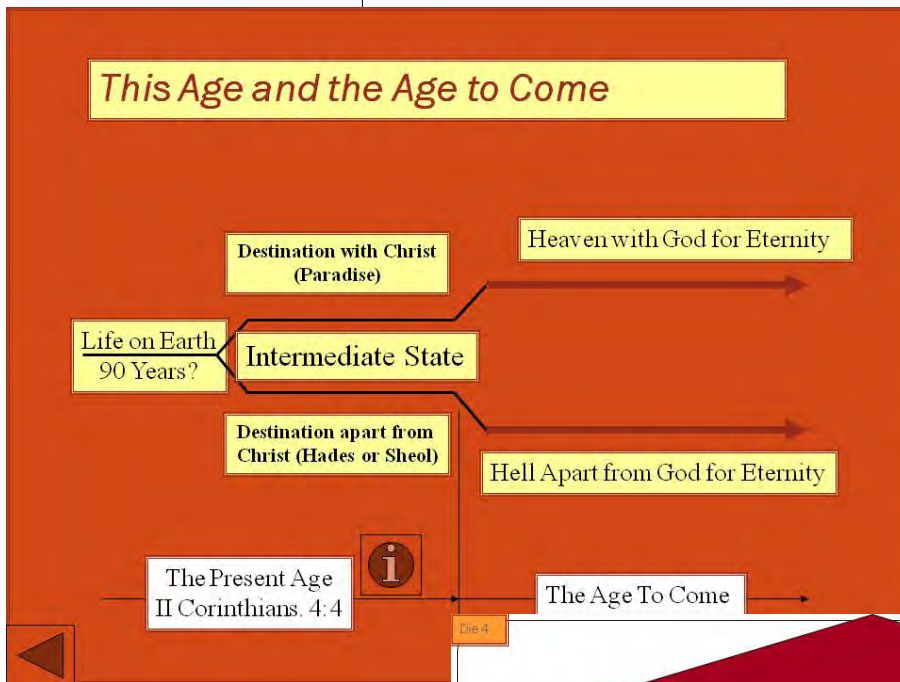 This Age and the Age to Come
Heaven with God for Eternity
Destination with Christ
(Paradise)
Life on Earth
90 Years?
Intermediate State
Destination apart from
Christ (Hades or Sheol)
Hell Apart from God for Eternity
The Present Age
II Corinthians. 4:4
i
The Age To Come
Die 4